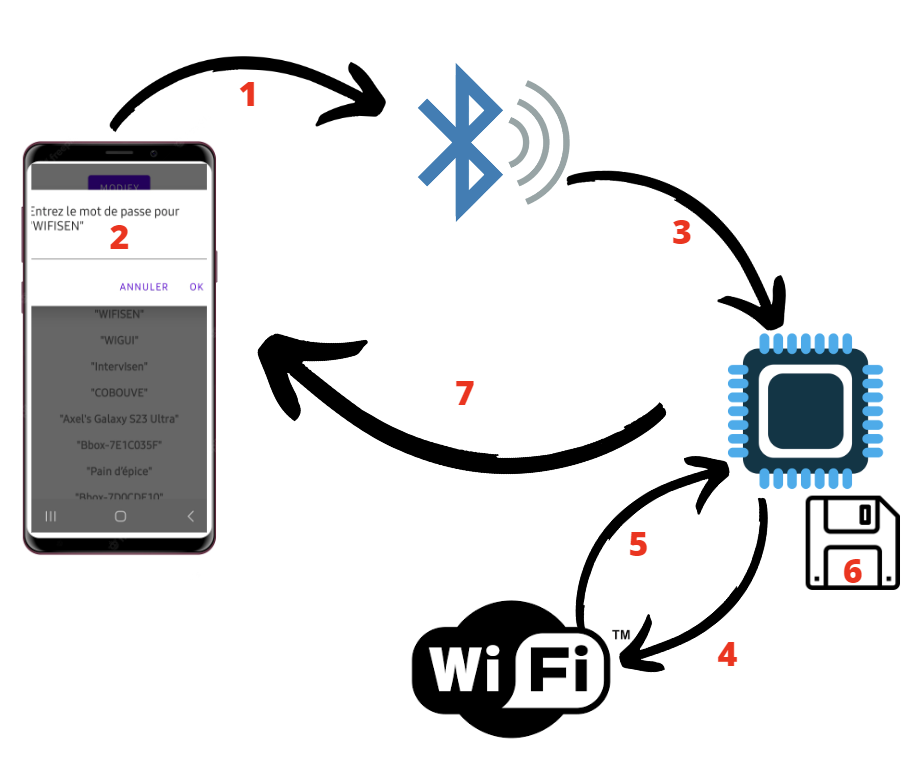 1
MODIFY
Entrez le mot de passe pour
"WIFISEN"
2
ANNULER OK
"WIFISEN"
"WIGUI"
"IntervIsen"
"COBOUVE"
"Axel's Galaxy S23 Ultra"
"Bbox-7E1C035F"
"Pain d'épice"
"Bbox-7D0CDE10"
3
7
5
6
4
Wi Fi TM